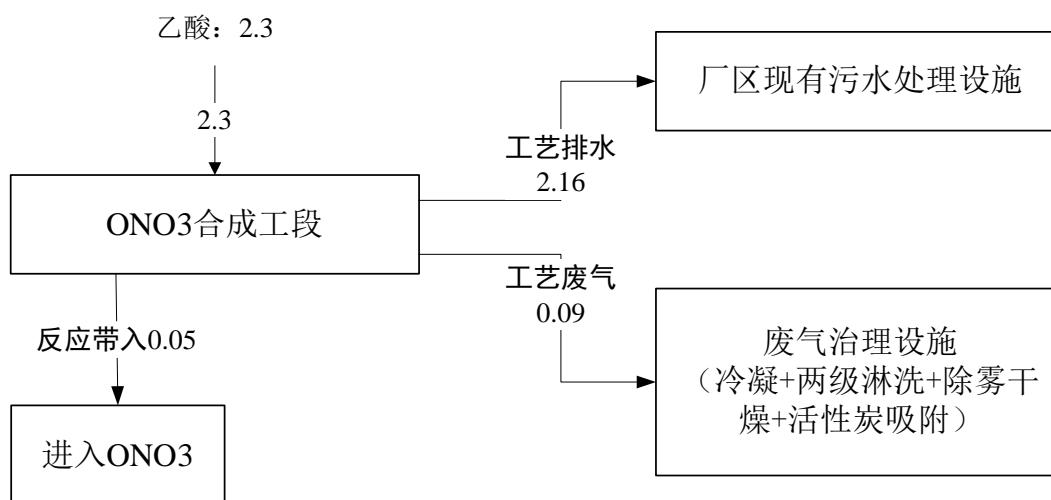 乙酸：2.3
厂区现有污水处理设施
2.3
工艺排水
2.16
ONO3合成工段
工艺废气
0.09
反应带入0.05
废气治理设施
（冷凝+两级淋洗+除雾干
燥+活性炭吸附）
进入ONO3